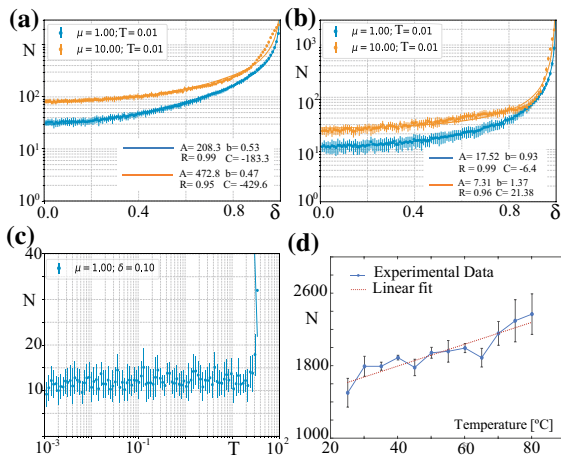 (a)
N
μ = 1.00; T = 0.01
μ = 10.00; T = 0.01
10²
10¹
10⁰
A= 208.3 b= 0.53
R= 0.99 C= -183.3
A= 472.8 b= 0.47
R= 0.95 C= -429.6
0.0 0.4 0.8 δ
(b)
N
μ = 1.00; T = 0.01
μ = 10.00; T = 0.01
10³
10²
10¹
10⁰
A= 17.52 b= 0.93
R= 0.99 C= -6.4
A= 7.31 b= 1.37
R= 0.96 C= 21.38
0.0 0.4 0.8 δ
(c)
μ = 1.00; δ = 0.10
40
N
20
10
0
10⁻³ 10⁻¹ T 10²
(d)
Experimental Data
Linear fit
N
2600
1800
1000
Temperature [ºC]
20 40 60 80